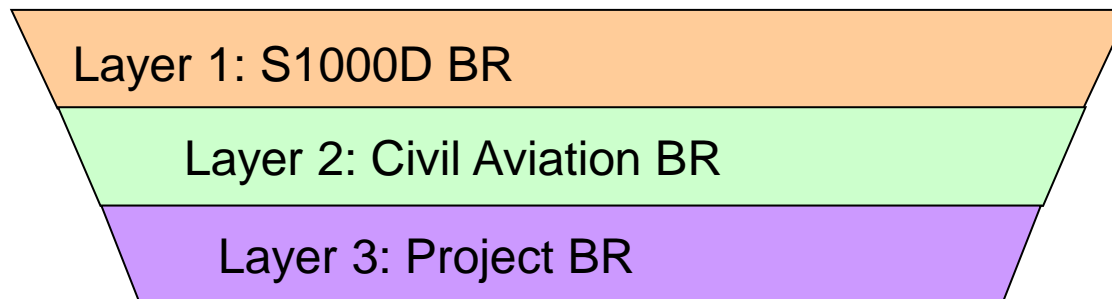 Layer 1: S1000D BR
Layer 2: Civil Aviation BR
Layer 3: Project BR